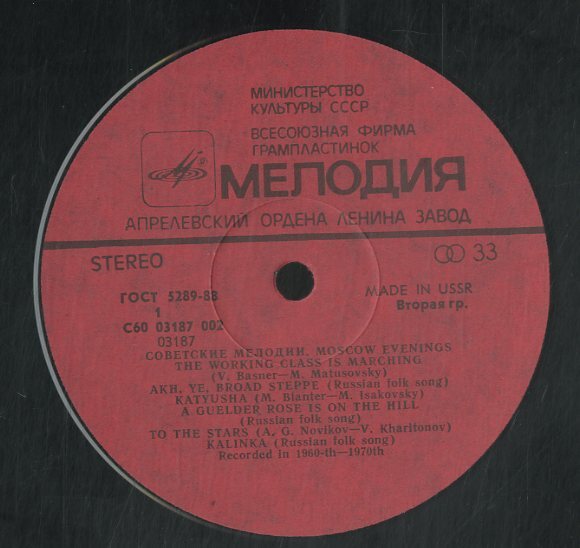 МИНИСТЕРСТВО
КУЛЬТУРЫ СССР
ВСЕСОЮЗНАЯ ФИРМА
ГРАМПЛАСТИНОК
МЕЛОДИЯ
АПРЕЛЕВСКИЙ ОРДЕНА ЛЕНИНА ЗАВОД
STEREO 33
ГОСТ 5289-88 MADE IN USSR
1 Вторая гр.
С60 03187 002
03187
СОВЕТСКИЕ МЕЛОДИИ. MOSCOW EVENINGS
THE WORKING CLASS IS MARCHING
(V. Basner—M. Matusovsky)
AKH, YE, BROAD STEPPE (Russian folk song)
KATYUSHA (M. Blanter—M. Isakovsky)
A GUELDER ROSE IS ON THE HILL
(Russian folk song)
TO THE STARS (A. G. Novikov—V. Kharitonov)
KALINKA (Russian folk song)
Recorded in 1960-th—1970th